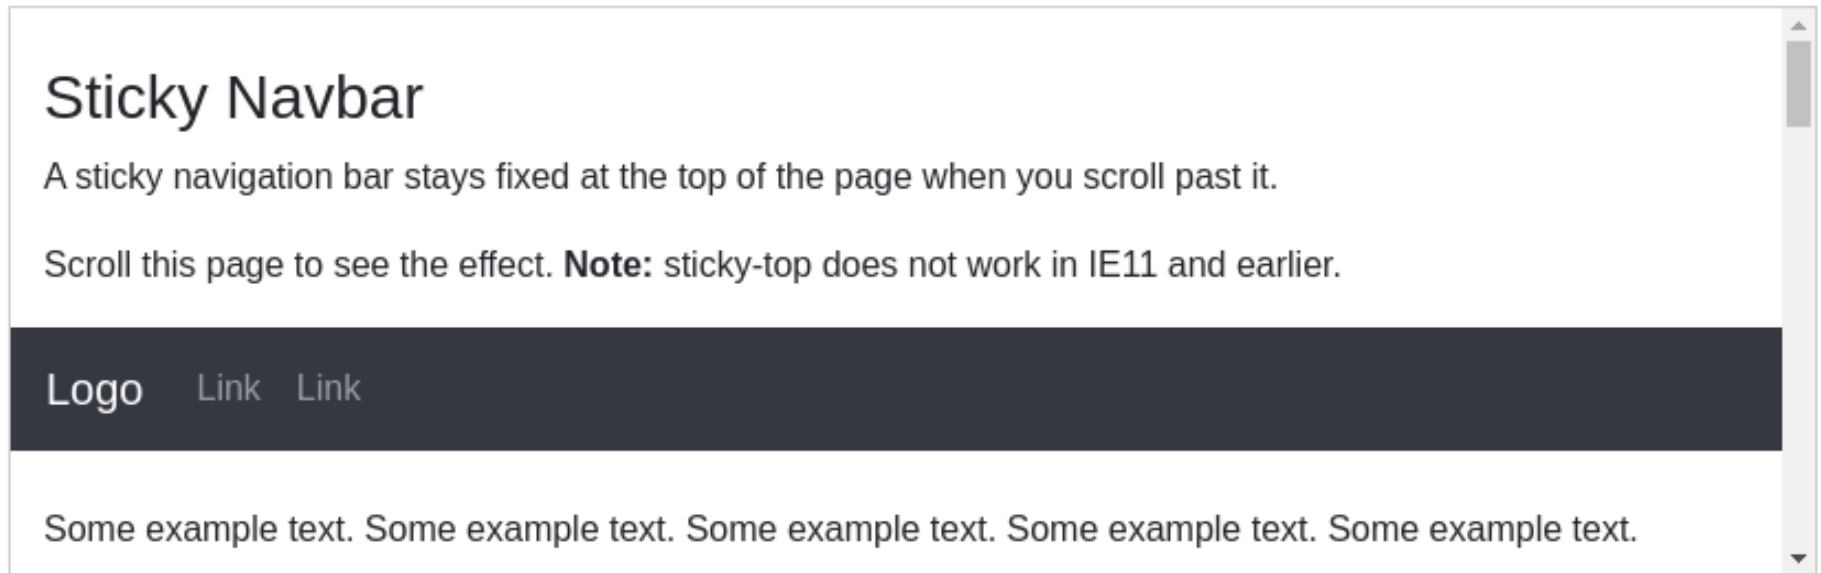 Sticky Navbar
A sticky navigation bar stays fixed at the top of the page when you scroll past it.
Scroll this page to see the effect. Note: sticky-top does not work in IE11 and earlier.
Logo Link Link
Some example text. Some example text. Some example text. Some example text. Some example text.